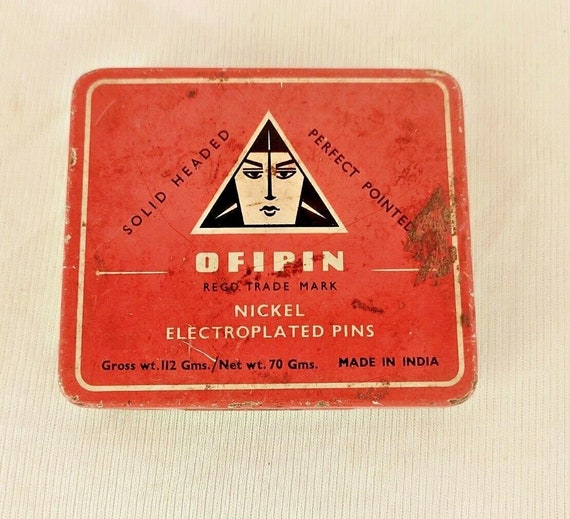 SOLID HEADED
PERFECT POINTED
OFIPIN
REGD. TRADE MARK
NICKEL
ELECTROPLATED PINS
Gross wt. 112 Gms./Net wt. 70 Gms. MADE IN INDIA